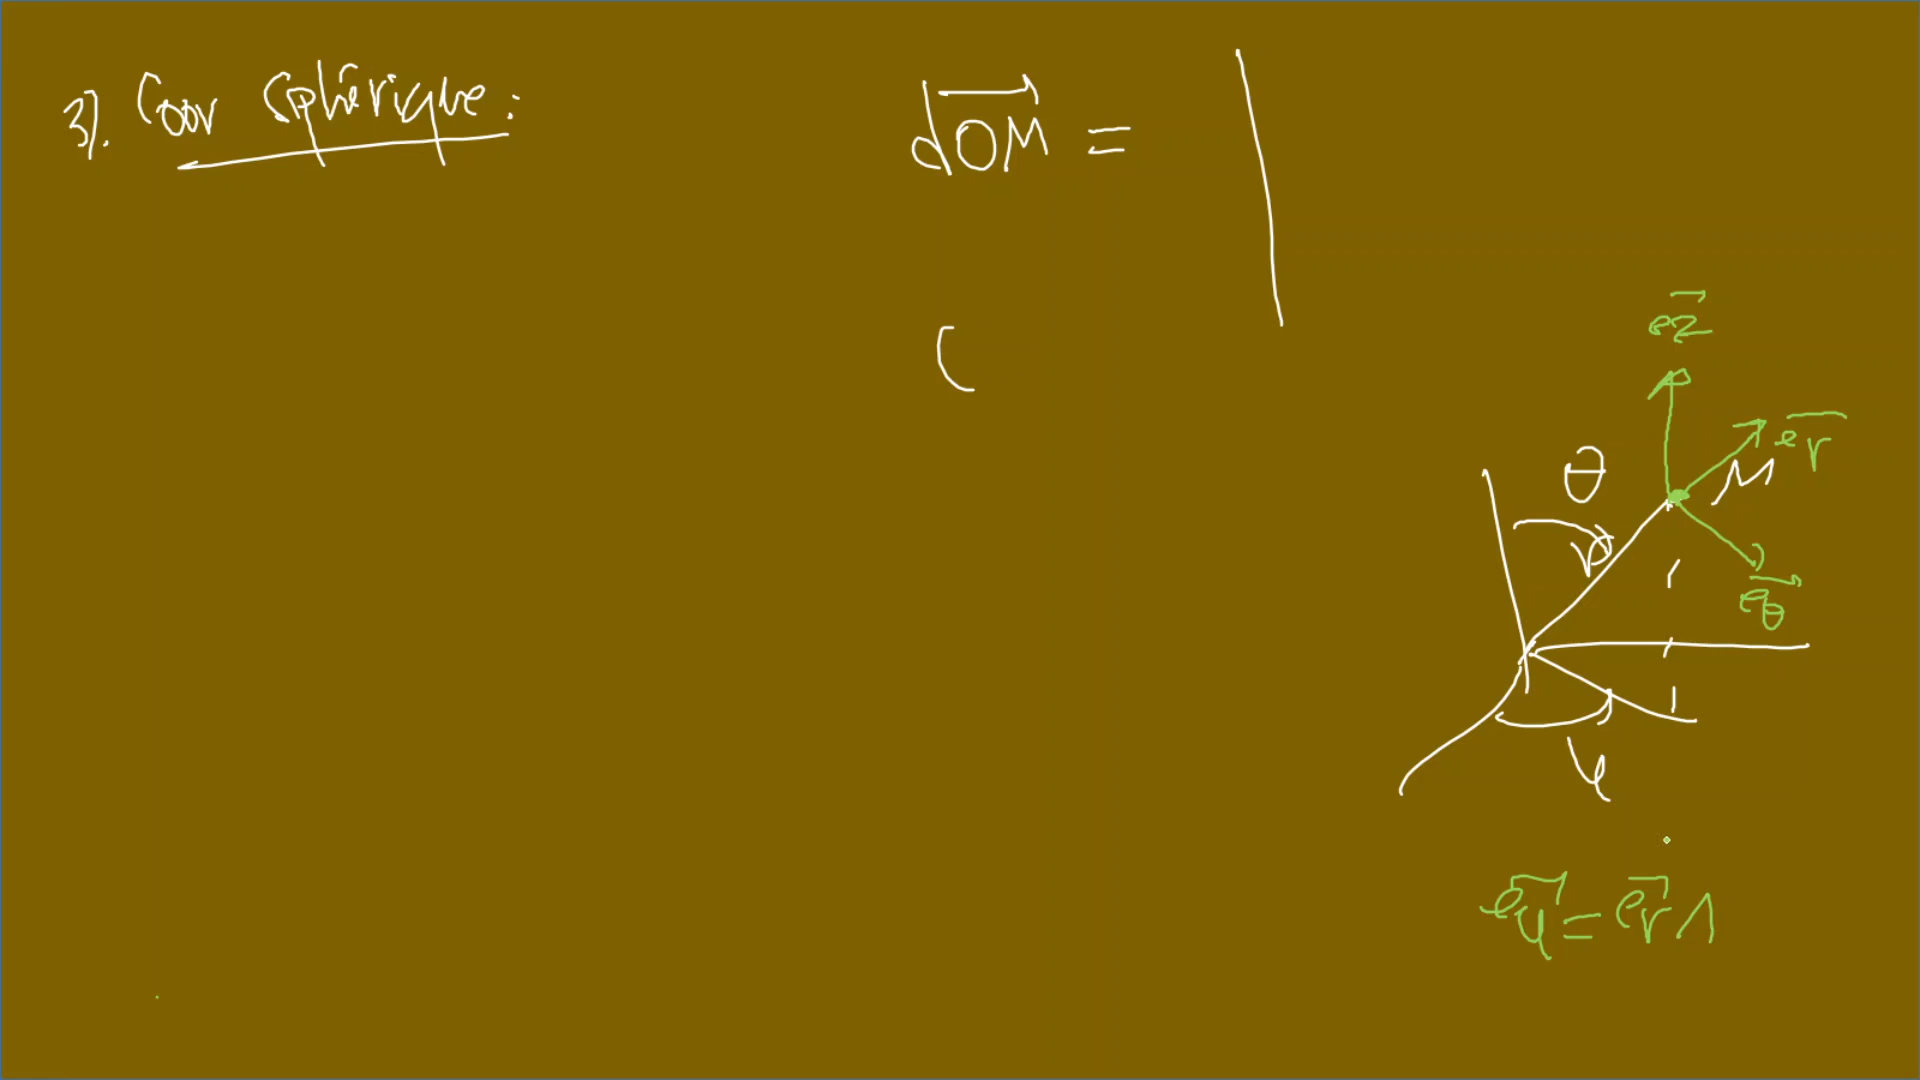 3). Coor Sphérique:
dOM =
(
ez
er
θ
M
r
eθ
φ
eφ = er ∧